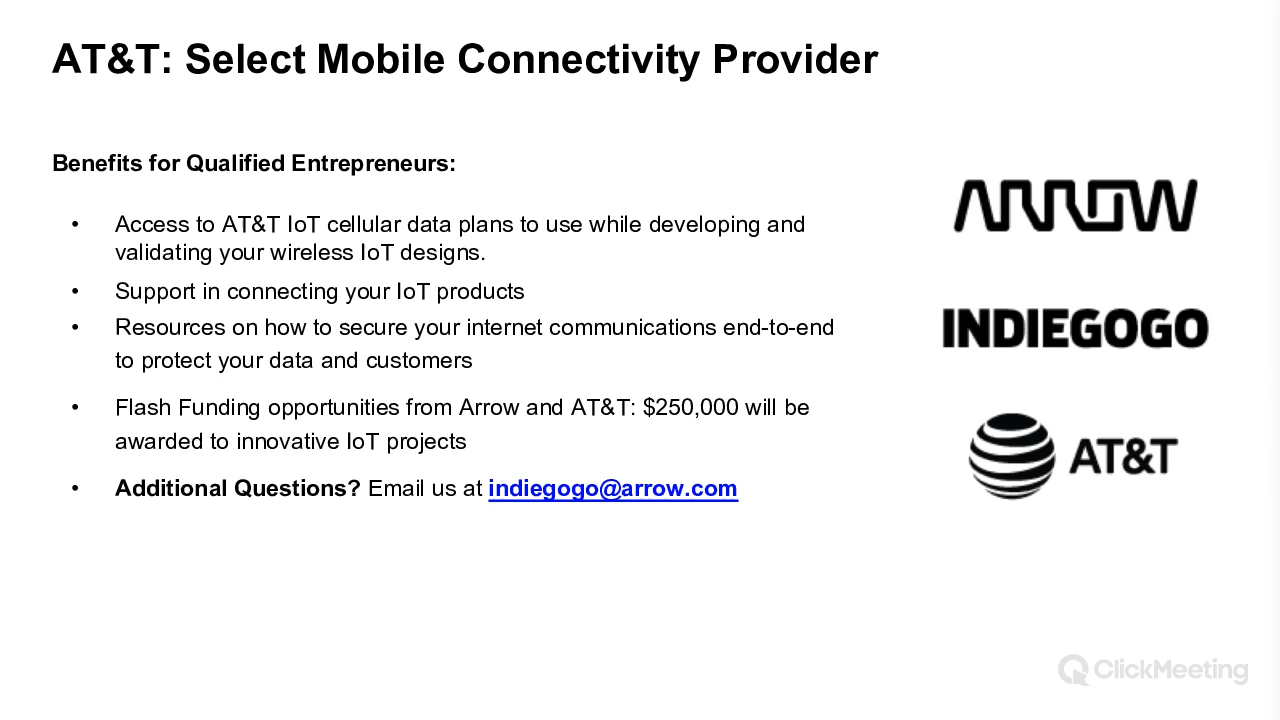 AT&T: Select Mobile Connectivity Provider
Benefits for Qualified Entrepreneurs:
• Access to AT&T IoT cellular data plans to use while developing and
validating your wireless IoT designs.
• Support in connecting your IoT products
• Resources on how to secure your internet communications end-to-end
to protect your data and customers
• Flash Funding opportunities from Arrow and AT&T: $250,000 will be
awarded to innovative IoT projects
• Additional Questions? Email us at indiegogo@arrow.com
ARROW
INDIEGOGO
AT&T
ClickMeeting